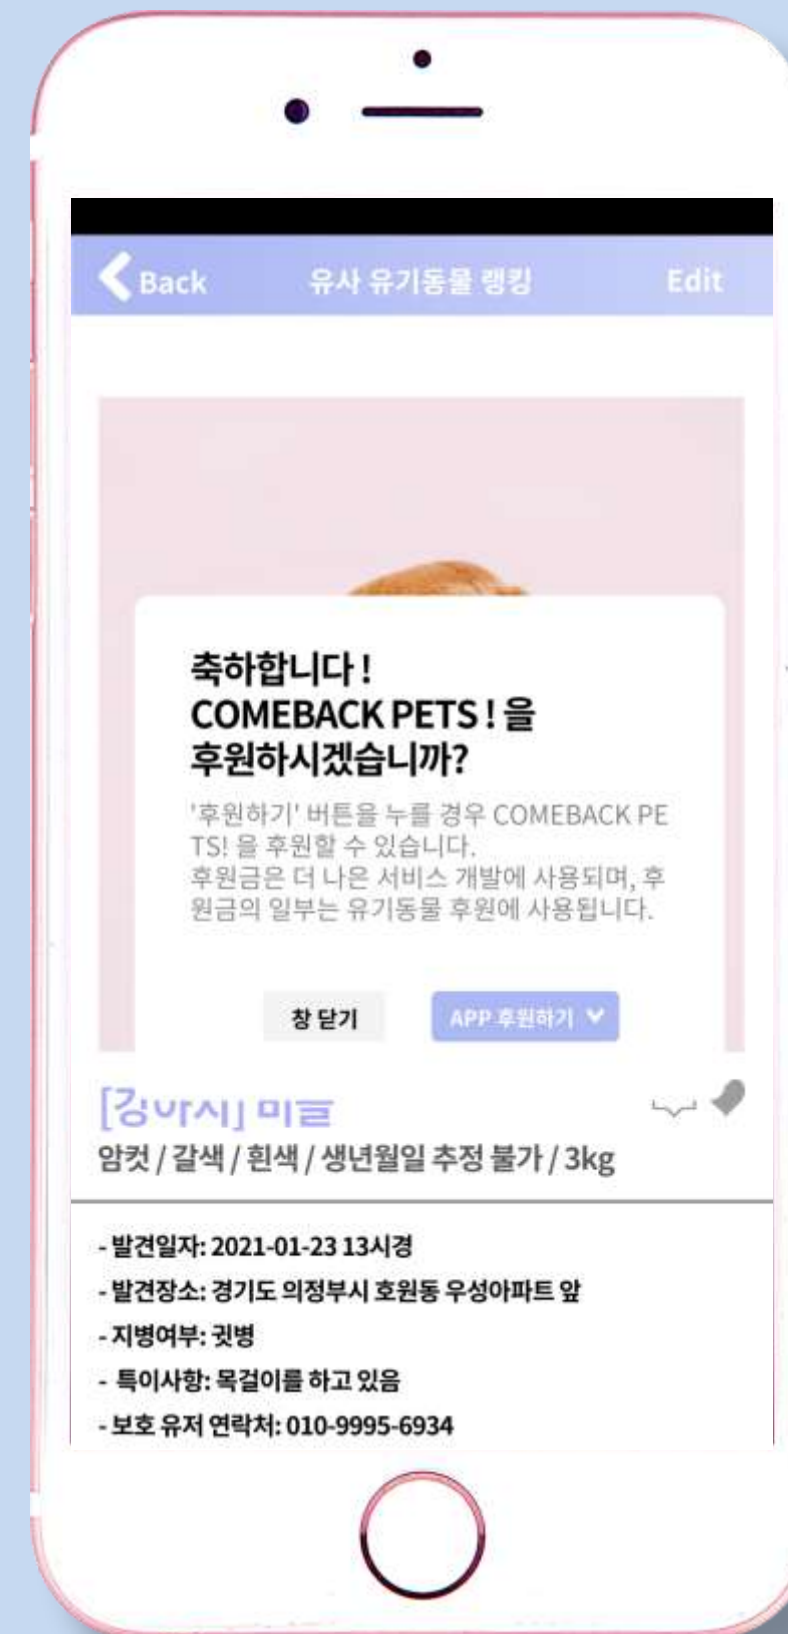 Back 유사 유기동물 랭킹 Edit
축하합니다 !
COMEBACK PETS ! 을
후원하시겠습니까?
'후원하기' 버튼을 누를 경우 COMEBACK PE
TS! 을 후원할 수 있습니다.
후원금은 더 나은 서비스 개발에 사용되며, 후
원금의 일부는 유기동물 후원에 사용됩니다.
창 닫기 APP 후원하기
암컷 / 갈색 / 흰색 / 생년월일 추정 불가 / 3kg
- 발견일자: 2021-01-23 13시경
- 발견장소: 경기도 의정부시 호원동 우성아파트 앞
- 지병여부: 귓병
- 특이사항: 목걸이를 하고 있음
- 보호 유저 연락처: 010-9995-6934